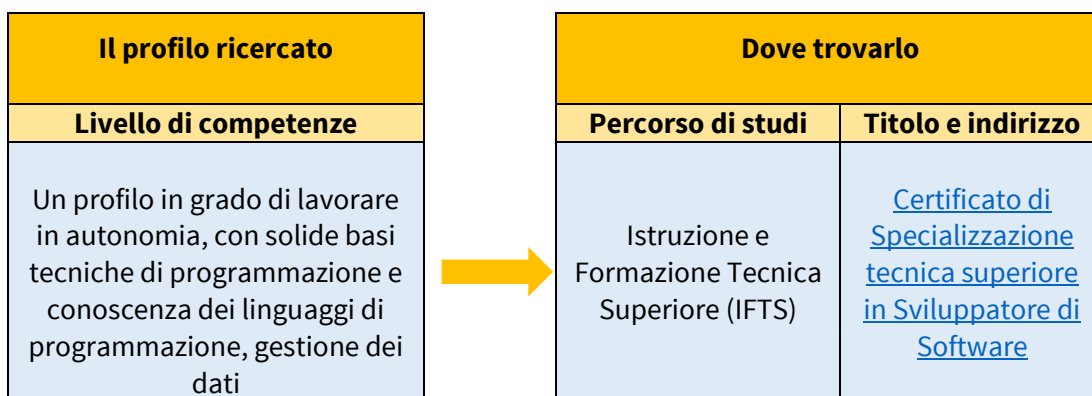 Il profilo ricercato
Livello di competenze
Un profilo in grado di lavorare
in autonomia, con solide basi
tecniche di programmazione e
conoscenza dei linguaggi di
programmazione, gestione dei
dati
Dove trovarlo
Percorso di studi
Titolo e indirizzo
Istruzione e
Formazione Tecnica
Superiore (IFTS)
Certificato di
Specializzazione
tecnica superiore
in Sviluppatore di
Software